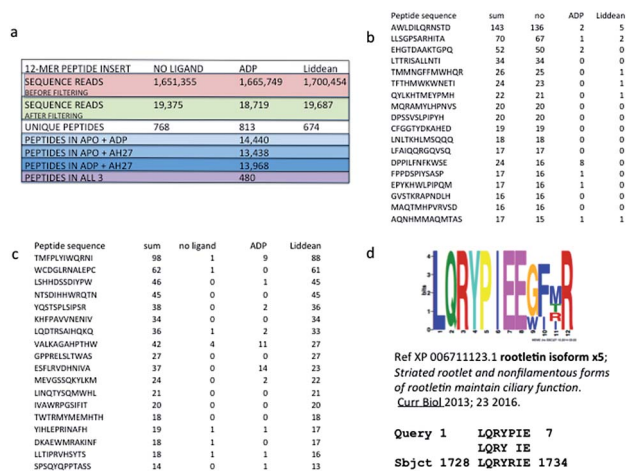 a
12-MER PEPTIDE INSERT NO LIGAND ADP Liddean
SEQUENCE READS 1,651,355 1,665,749 1,700,454
BEFORE FILTERING
SEQUENCE READS 19,375 18,719 19,687
AFTER FILTERING
UNIQUE PEPTIDES 768 813 674
PEPTIDES IN APO + ADP 14,440
PEPTIDES IN APO + AH27 13,438
PEPTIDES IN ADP + AH27 13,968
PEPTIDES IN ALL 3 480
b
Peptide sequence sum no ADP Liddean
AWLDILQRNSTD 143 136 2 5
LLSGPSARHITA 70 67 1 2
EHGTDAAKTGPQ 52 50 2 0
LTTRISALLNTI 34 34 0 0
TMMNGFFMWHQR 26 25 0 1
TFTHMWKWNETI 24 23 0 1
QYLKHTMEYPMH 22 21 0 1
MQRAMYLHPNVS 20 20 0 0
DPSSVSLPIPYH 20 20 0 0
CFGGTYDKAHED 19 19 0 0
LNLTKHLMSQQQ 18 18 0 0
LFAIQQRGQVSQ 17 17 0 0
DPPILFNFKWSE 24 16 8 0
FPPDSPIYSASP 17 16 1 0
EPYKHWLPIPQM 17 16 1 0
GVSTKRAPNDLH 16 16 0 0
MAQTMHPVRVSD 16 16 0 0
AQNHMMAQMTAS 17 15 1 1
c
Peptide sequence sum no ligand ADP Liddean
TMFPLYIWQRNI 98 1 9 88
WCDGLRNALEPC 62 1 0 61
LSHHDSSDIYPW 46 0 1 45
NTSDIHHWRQTN 45 0 0 45
YQSTSPLSIPSR 38 0 2 36
KHFPAVVNENIV 34 0 0 34
LQDTRSAIHQKQ 36 1 2 33
VALKAGAHPTHW 42 4 11 27
GPPRELSLTWAS 27 0 0 27
ESFLRVDHNIVA 37 0 14 23
MEVGSSQKYLKM 24 0 2 22
LINQTYSQMWHL 21 0 0 21
IVAWRPGSIFIT 20 0 0 20
TWTRMYMEMHTH 18 0 0 18
YIHLEPRINAFH 19 1 1 17
DKAEWMRAKINF 18 1 0 17
LLTIPRVHSYTS 18 1 1 16
SPSQYQPPTASS 14 0 1 13
d
Ref XP 006711123.1 rootletin isoform x5;
Striated rootlet and nonfilamentous forms
of rootletin maintain ciliary function.
Curr Biol 2013; 23 2016.
Query 1 LQRYPIE 7
LQRY IE
Sbjct 1728 LQRYRIE 1734